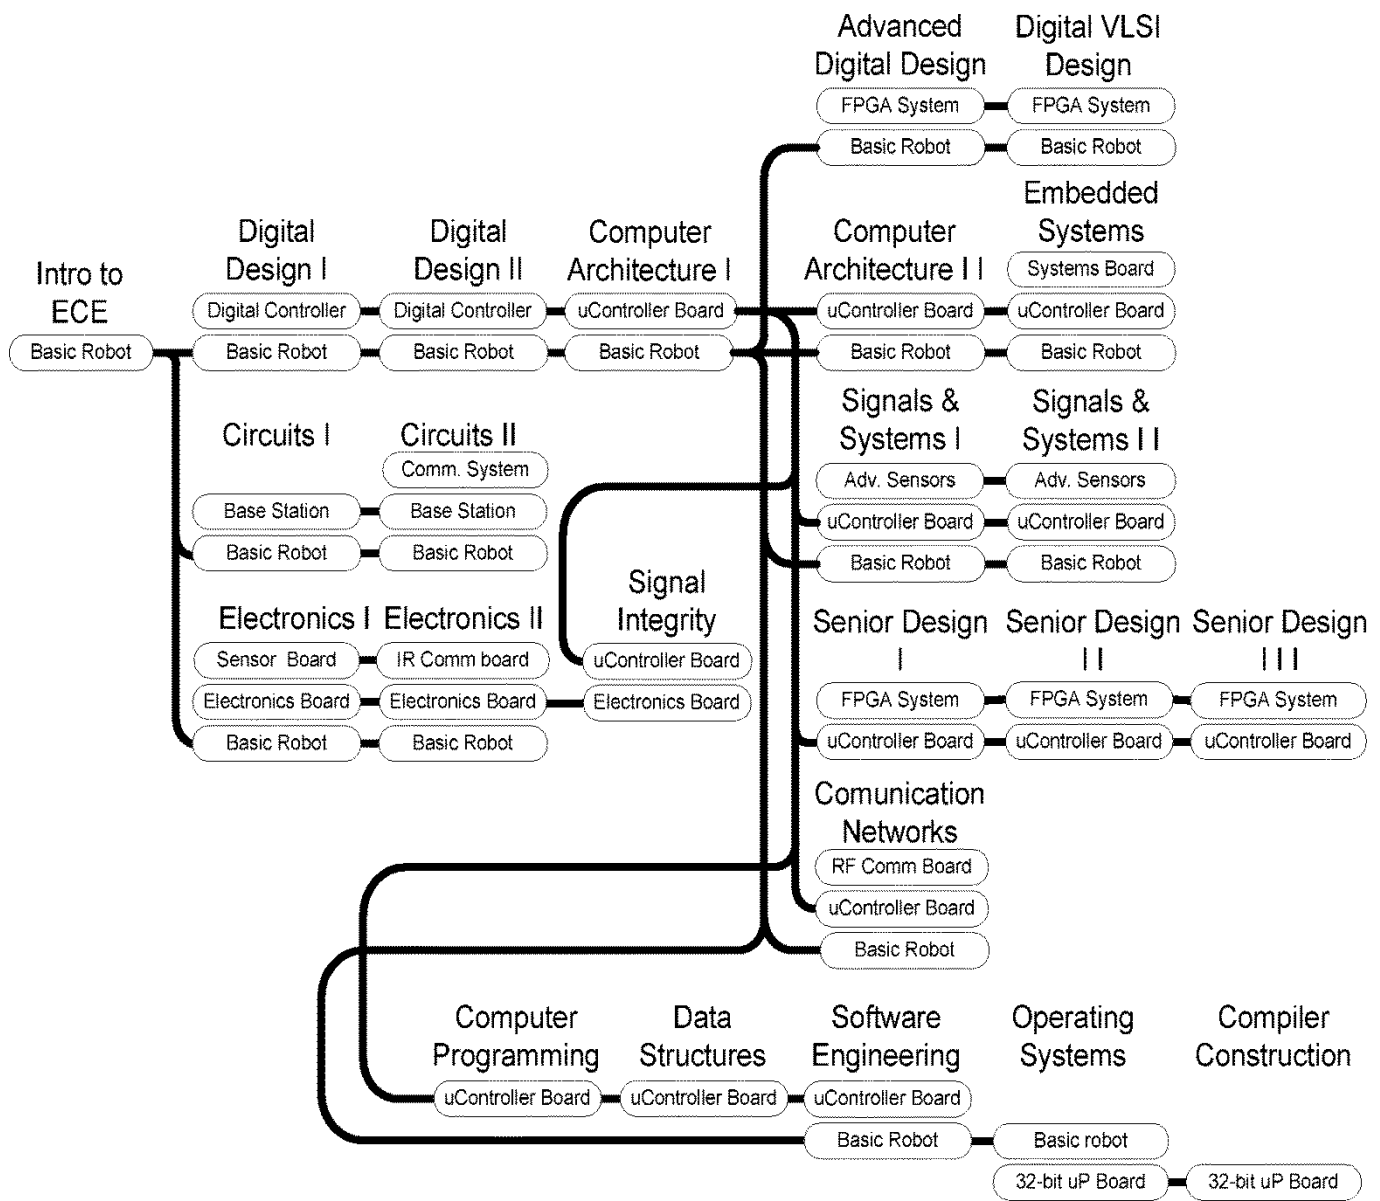 Advanced
Digital Design
FPGA System
Basic Robot
Digital VLSI
Design
FPGA System
Basic Robot
Intro to
ECE
Basic Robot
Digital
Design I
Digital Controller
Basic Robot
Digital
Design II
Digital Controller
Basic Robot
Computer
Architecture I
uController Board
Basic Robot
Computer
Architecture I I
uController Board
Basic Robot
Embedded
Systems
Systems Board
uController Board
Basic Robot
Circuits I
Base Station
Basic Robot
Circuits II
Comm. System
Base Station
Basic Robot
Signals &
Systems I
Adv. Sensors
uController Board
Basic Robot
Signals &
Systems I I
Adv. Sensors
uController Board
Basic Robot
Electronics I
Sensor Board
Electronics Board
Basic Robot
Electronics II
IR Comm board
Electronics Board
Basic Robot
Signal
Integrity
uController Board
Electronics Board
Senior Design
I
FPGA System
uController Board
Senior Design
I I
FPGA System
uController Board
Senior Design
I I I
FPGA System
uController Board
Comunication
Networks
RF Comm Board
uController Board
Basic Robot
Computer
Programming
uController Board
Data
Structures
uController Board
Software
Engineering
uController Board
Basic Robot
Operating
Systems
Basic robot
32-bit uP Board
Compiler
Construction
32-bit uP Board